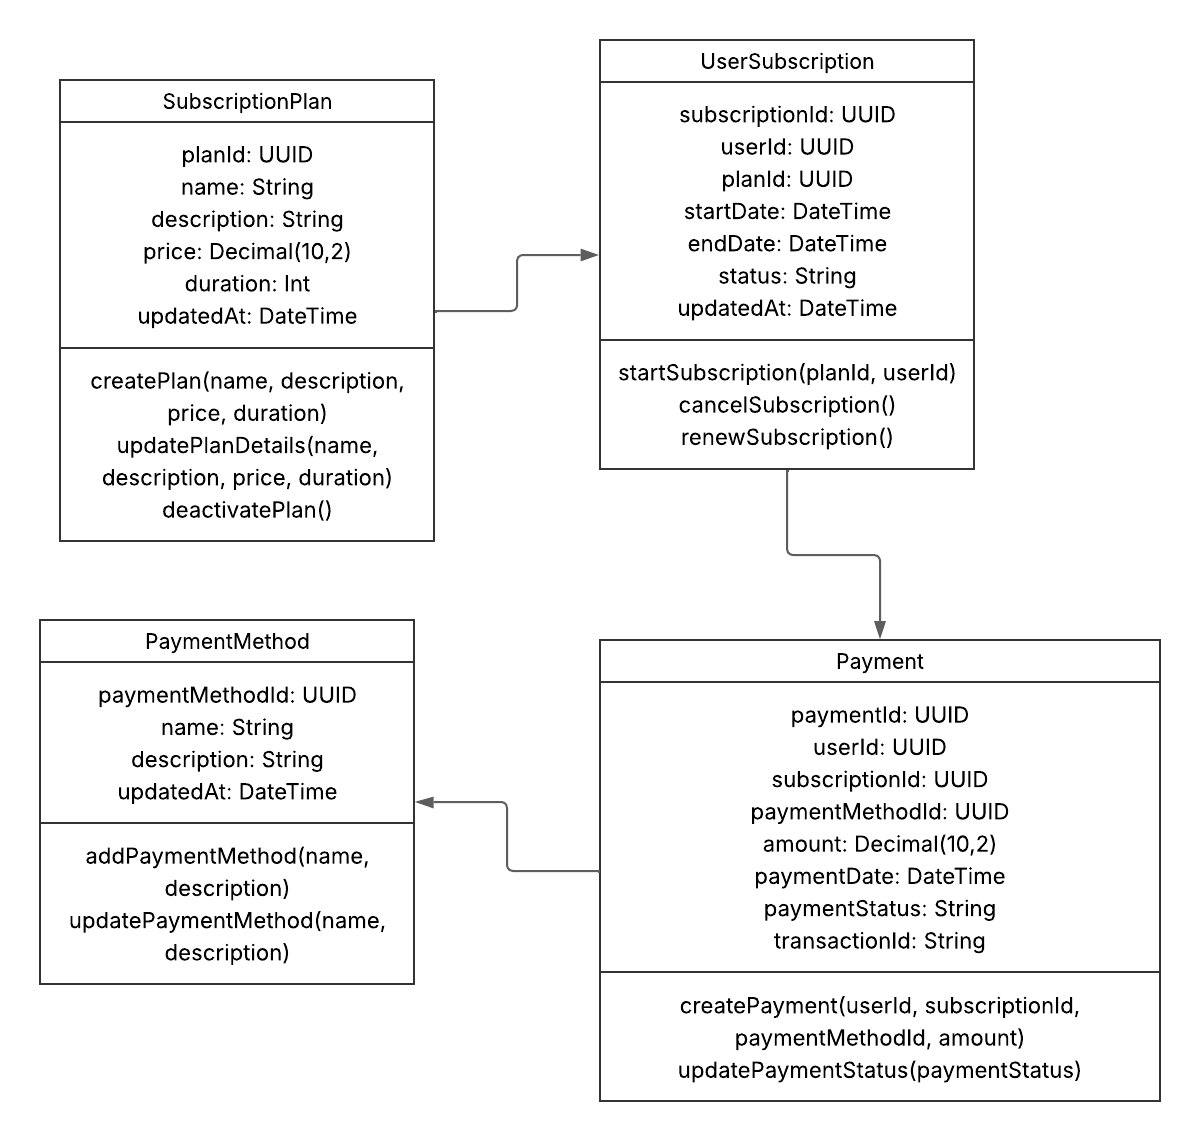 SubscriptionPlan
planId: UUID
name: String
description: String
price: Decimal(10,2)
duration: Int
updatedAt: DateTime
createPlan(name, description,
price, duration)
updatePlanDetails(name,
description, price, duration)
deactivatePlan()
UserSubscription
subscriptionId: UUID
userId: UUID
planId: UUID
startDate: DateTime
endDate: DateTime
status: String
updatedAt: DateTime
startSubscription(planId, userId)
cancelSubscription()
renewSubscription()
PaymentMethod
paymentMethodId: UUID
name: String
description: String
updatedAt: DateTime
addPaymentMethod(name,
description)
updatePaymentMethod(name,
description)
Payment
paymentId: UUID
userId: UUID
subscriptionId: UUID
paymentMethodId: UUID
amount: Decimal(10,2)
paymentDate: DateTime
paymentStatus: String
transactionId: String
createPayment(userId, subscriptionId,
paymentMethodId, amount)
updatePaymentStatus(paymentStatus)